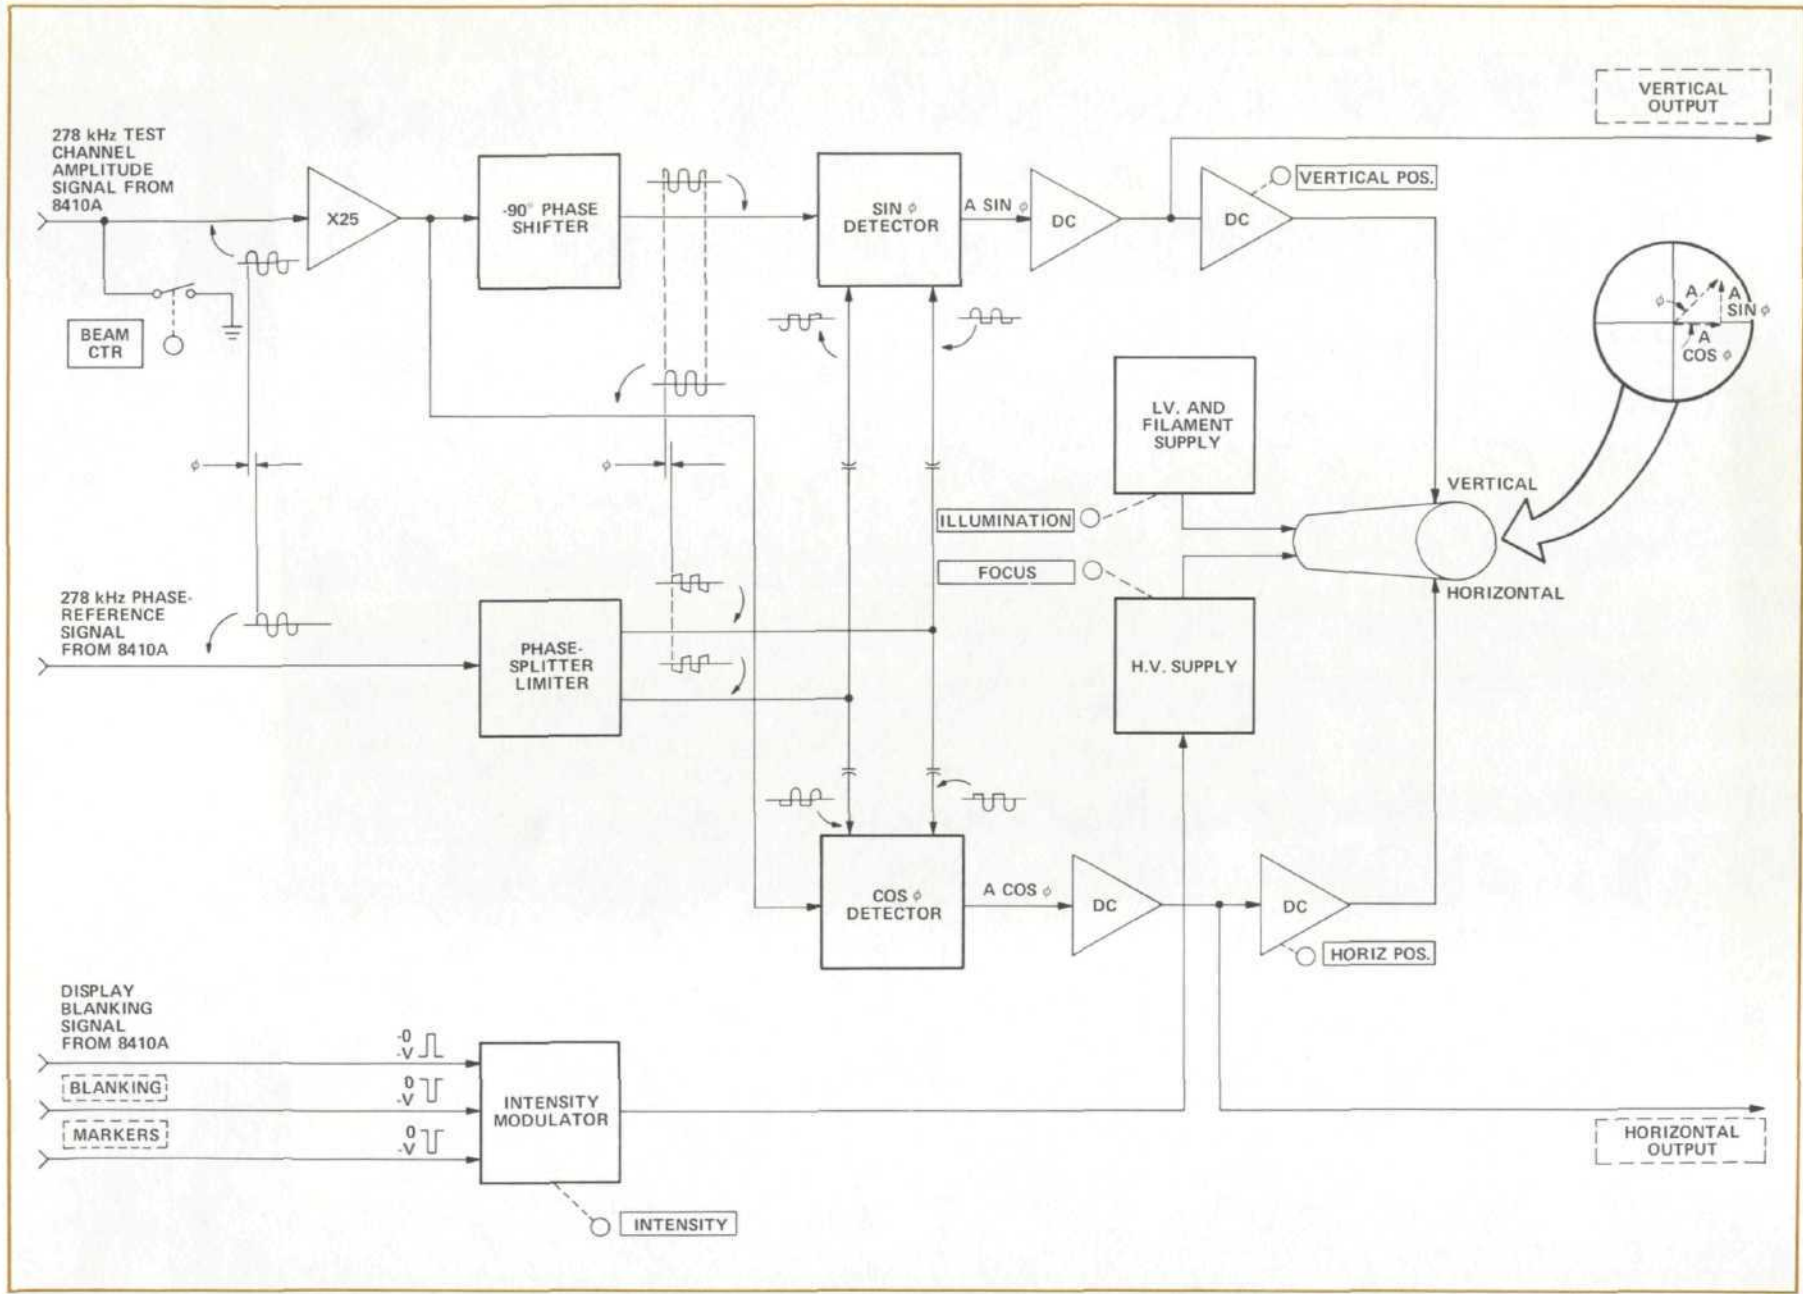 VERTICAL
OUTPUT
278 kHz TEST
CHANNEL
AMPLITUDE
SIGNAL FROM
8410A
X25
-90° PHASE
SHIFTER
SIN φ
DETECTOR
A SIN φ
DC
DC
VERTICAL POS.
BEAM
CTR
φ
A
A
SIN φ
A
COS φ
L.V. AND
FILAMENT
SUPPLY
φ
φ
VERTICAL
ILLUMINATION
FOCUS
HORIZONTAL
278 kHz PHASE-
REFERENCE
SIGNAL
FROM 8410A
PHASE-
SPLITTER
LIMITER
H.V. SUPPLY
COS φ
DETECTOR
A COS φ
DC
DC
HORIZ POS.
DISPLAY
BLANKING
SIGNAL
FROM 8410A
-0
-V
BLANKING
0
-V
MARKERS
0
-V
INTENSITY
MODULATOR
INTENSITY
HORIZONTAL
OUTPUT